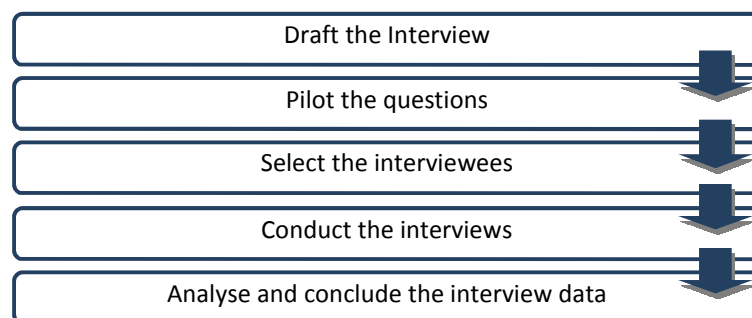 Draft the Interview
Pilot the questions
Select the interviewees
Conduct the interviews
Analyse and conclude the interview data